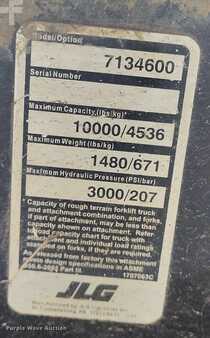 Model/Option
7134600
Serial Number
Maximum Capacity (lbs/kg)*
10000/4536
Maximum Weight (lbs/kg)
1480/671
Maximum Hydraulic Pressure (PSI/bar)
3000/207
* Capacity of rough terrain forklift truck
and attachment combination, and forks,
if part of attachment, may be less than
capacity shown on attachment. Refer
to load capacity chart for truck with
attachment and individual load ratings
stamped on forks, if they are required.
As released from factory this attachment
meets design specifications in ASME
Part III. 1707063C
JLG
Purple Wave Auction